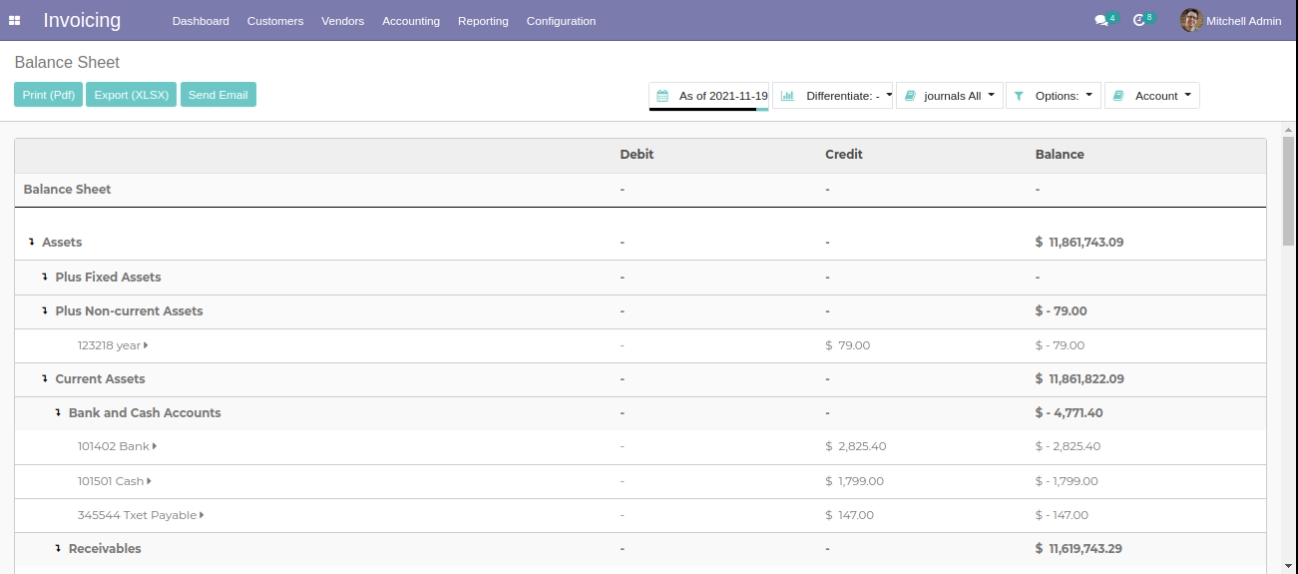 Invoicing Dashboard Customers Vendors Accounting Reporting Configuration 4 8 Mitchell Admin
Balance Sheet
Print (Pdf) Export (XLSX) Send Email As of 2021-11-19 Differentiate: - journals All Options: Account
Debit Credit Balance
Balance Sheet - - -
Assets - - $ 11,861,743.09
Plus Fixed Assets - - -
Plus Non-current Assets - - $ - 79.00
123218 year - $ 79.00 $ - 79.00
Current Assets - - $ 11,861,822.09
Bank and Cash Accounts - - $ - 4,771.40
101402 Bank - $ 2,825.40 $ - 2,825.40
101501 Cash - $ 1,799.00 $ - 1,799.00
345544 Txet Payable - $ 147.00 $ - 147.00
Receivables - - $ 11,619,743.29